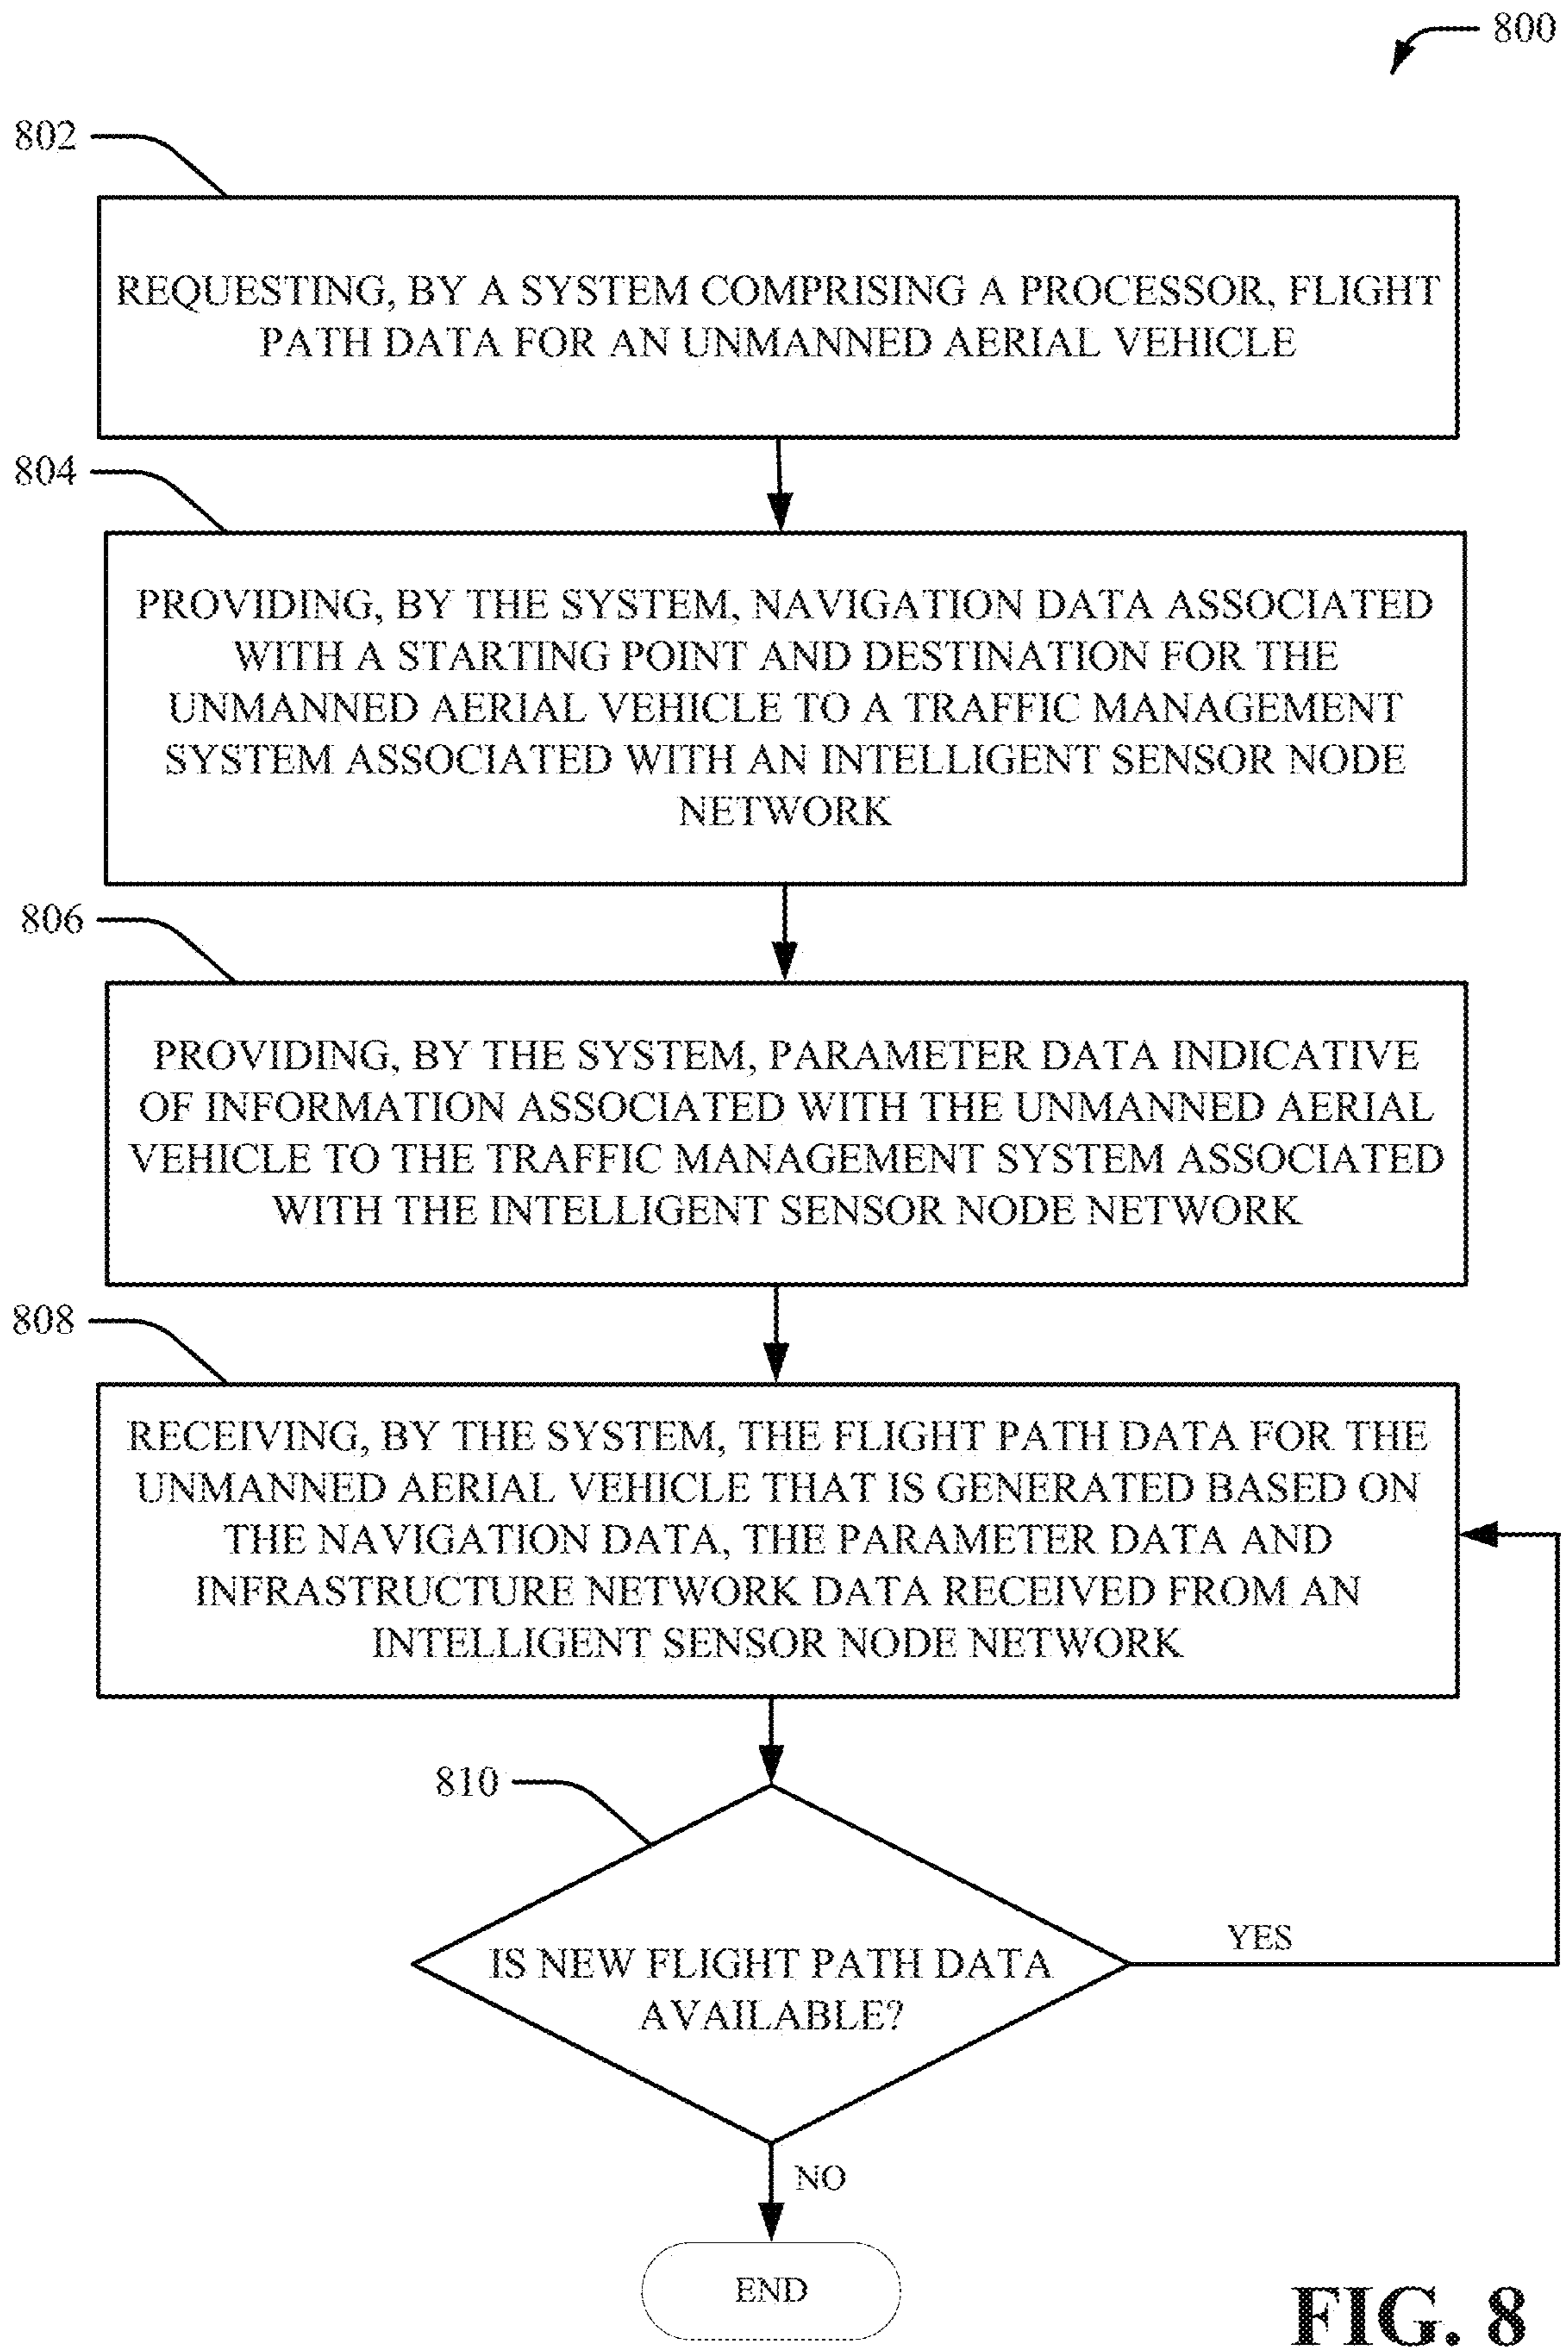 800
802
REQUESTING, BY A SYSTEM COMPRISING A PROCESSOR, FLIGHT
PATH DATA FOR AN UNMANNED AERIAL VEHICLE
804
PROVIDING, BY THE SYSTEM, NAVIGATION DATA ASSOCIATED
WITH A STARTING POINT AND DESTINATION FOR THE
UNMANNED AERIAL VEHICLE TO A TRAFFIC MANAGEMENT
SYSTEM ASSOCIATED WITH AN INTELLIGENT SENSOR NODE
NETWORK
806
PROVIDING, BY THE SYSTEM, PARAMETER DATA INDICATIVE
OF INFORMATION ASSOCIATED WITH THE UNMANNED AERIAL
VEHICLE TO THE TRAFFIC MANAGEMENT SYSTEM ASSOCIATED
WITH THE INTELLIGENT SENSOR NODE NETWORK
808
RECEIVING, BY THE SYSTEM, THE FLIGHT PATH DATA FOR THE
UNMANNED AERIAL VEHICLE THAT IS GENERATED BASED ON
THE NAVIGATION DATA, THE PARAMETER DATA AND
INFRASTRUCTURE NETWORK DATA RECEIVED FROM AN
INTELLIGENT SENSOR NODE NETWORK
810
IS NEW FLIGHT PATH DATA
AVAILABLE?
YES
NO
END
FIG. 8